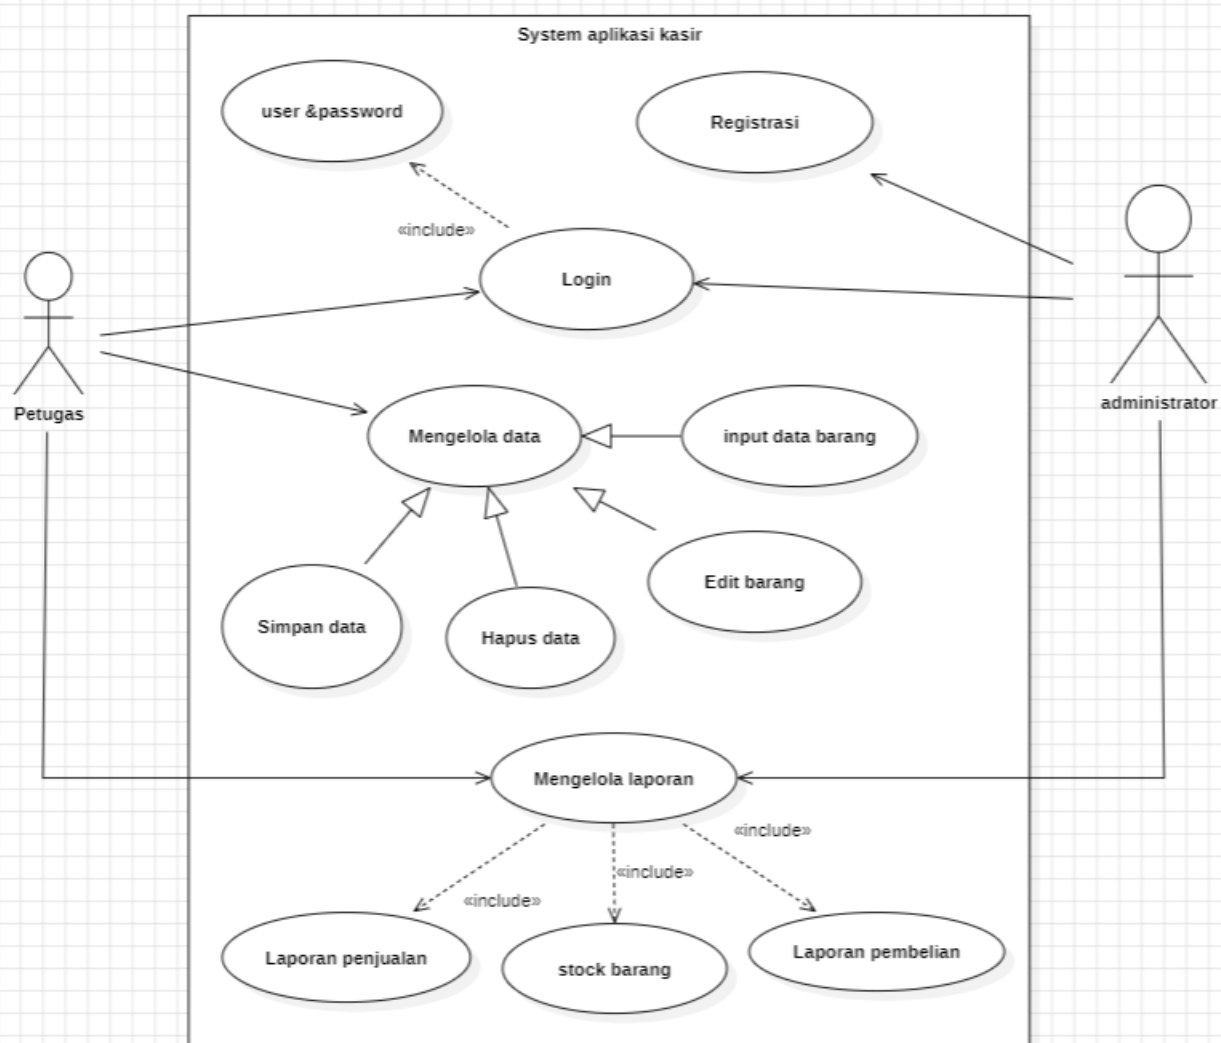 System aplikasi kasir
user &password
Registrasi
«include»
Login
Petugas
administrator
Mengelola data
input data barang
Edit barang
Simpan data
Hapus data
Mengelola laporan
«include»
«include»
«include»
Laporan penjualan
stock barang
Laporan pembelian